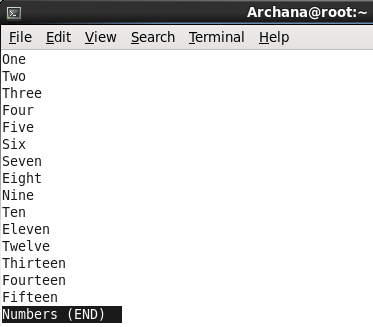 Archana@root:~
File Edit View Search Terminal Help
One
Two
Three
Four
Five
Six
Seven
Eight
Nine
Ten
Eleven
Twelve
Thirteen
Fourteen
Fifteen
Numbers (END)